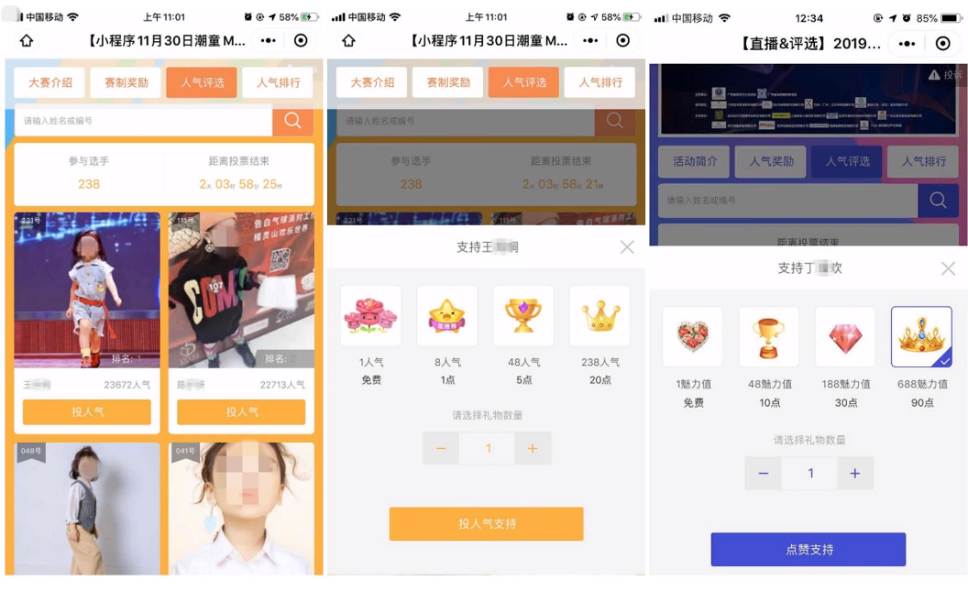 中国移动
上午11:01
58%
【小程序11月30日潮童M...
大赛介绍
赛制奖励
人气评选
人气排行
请输入姓名或编号
参与选手
距离投票结束
238
2天 03时 58分 25秒
221号
111号
告白气球派对
107
排名:
排名:
王
23672人气
陈
22713人气
投人气
投人气
048号
041号
中国移动
上午11:01
58%
【小程序11月30日潮童M...
大赛介绍
赛制奖励
人气评选
人气排行
请输入姓名或编号
参与选手
距离投票结束
238
2天 03时 58分 21秒
支持王
1人气
8人气
48人气
238人气
免费
1点
5点
20点
请选择礼物数量
－ 1 ＋
投人气支持
中国移动
12:34
85%
【直播&评选】2019...
投诉
活动简介
人气奖励
人气评选
人气排行
请输入姓名或编号
距离投票结束
支持丁 欢
1魅力值
48魅力值
188魅力值
688魅力值
免费
10点
30点
90点
请选择礼物数量
－ 1 ＋
点赞支持